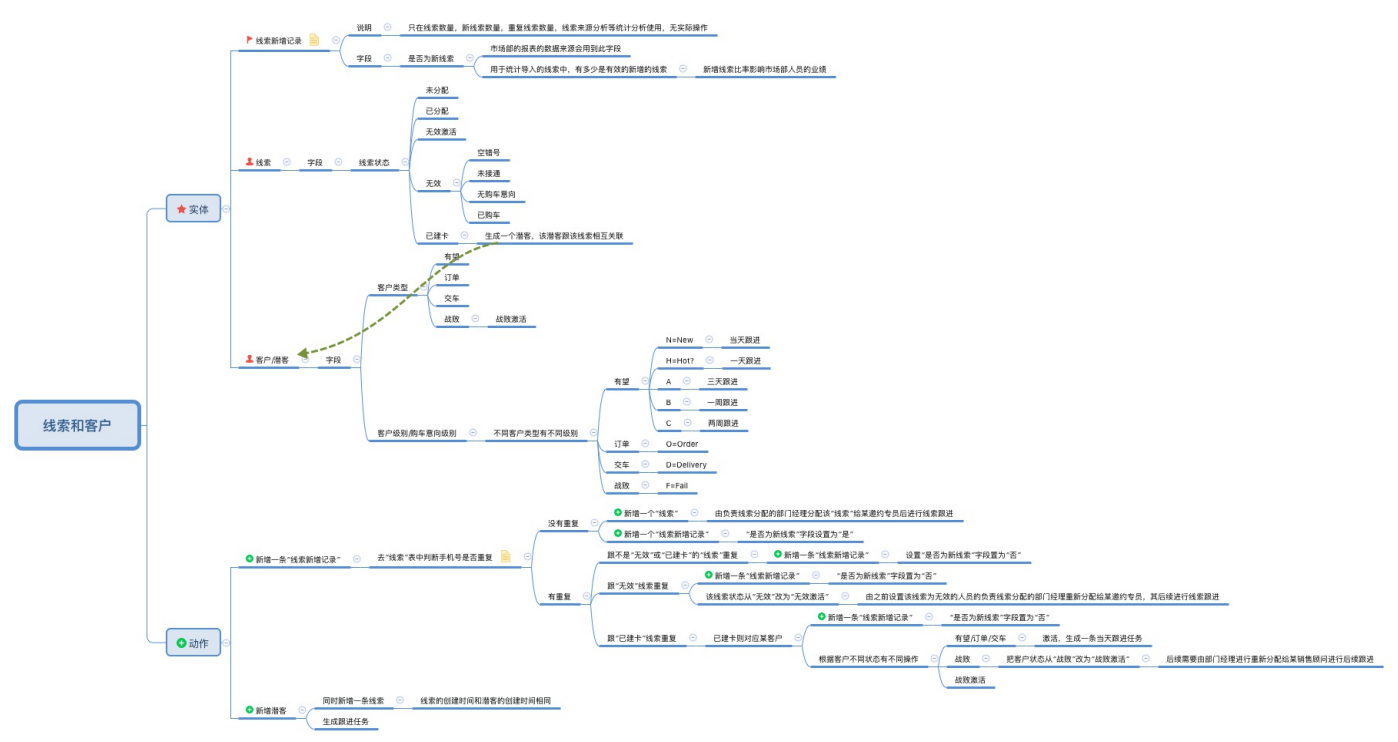 线索和客户
实体
线索新增记录
说明
只在线索数量，新线索数量，重复线索数量，线索来源分析等统计分析使用，无实际操作
字段
是否为新线索
市场部的报表的数据来源会用到此字段
用于统计导入的线索中，有多少是有效的新增的线索
新增线索比率影响市场部人员的业绩
线索
字段
线索状态
未分配
已分配
无效激活
无效
空错号
未接通
无购车意向
已购车
已建卡
生成一个潜客，该潜客跟该线索相互关联
客户/潜客
字段
客户类型
有望
订单
交车
战败
战败激活
客户级别/购车意向级别
不同客户类型有不同级别
有望
N=New
当天跟进
H=Hot?
一天跟进
A
三天跟进
B
一周跟进
C
两周跟进
订单
O=Order
交车
D=Delivery
战败
F=Fail
动作
新增一条“线索新增记录”
去“线索”表中判断手机号是否重复
没有重复
新增一个“线索”
由负责线索分配的部门经理分配该“线索”给某邀约专员后进行线索跟进
新增一个“线索新增记录”
“是否为新线索”字段设置为“是”
有重复
跟不是“无效”或“已建卡”的“线索”重复
新增一条“线索新增记录”
设置“是否为新线索”字段置为“否”
跟“无效”线索重复
新增一条“线索新增记录”
“是否为新线索”字段置为“否”
该线索状态从“无效”改为“无效激活”
由之前设置该线索为无效的人员的负责线索分配的部门经理重新分配给某邀约专员，其后续进行线索跟进
跟“已建卡”线索重复
已建卡则对应某客户
新增一条“线索新增记录”
“是否为新线索”字段置为“否”
根据客户不同状态有不同操作
有望/订单/交车
激活，生成一条当天跟进任务
战败
把客户状态从“战败”改为“战败激活”
后续需要由部门经理进行重新分配给某销售顾问进行后续跟进
战败激活
新增潜客
同时新增一条线索
线索的创建时间和潜客的创建时间相同
生成跟进任务